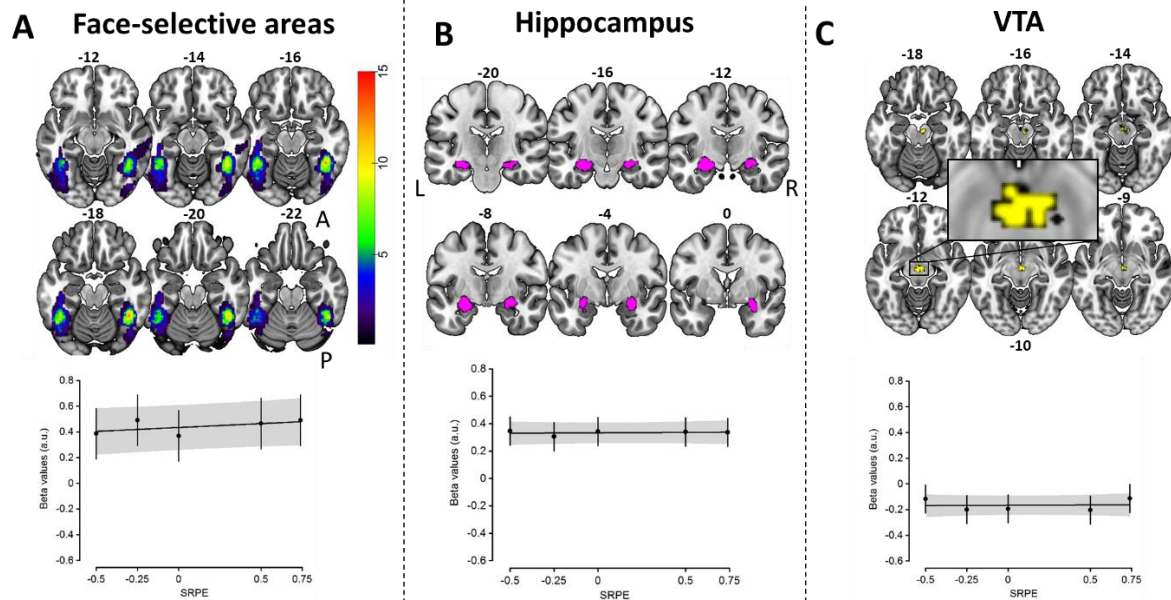 A Face-selective areas
-12 -14 -16
15
10
5
A
-18 -20 -22
P
Beta values (a.u.)
0.8
0.6
0.4
0.2
0
-0.2
-0.4
-0.6
-0.5 -0.25 0 0.5 0.75
SRPE
B Hippocampus
-20 -16 -12
L R
-8 -4 0
Beta values (a.u.)
0.8
0.6
0.4
0.2
0
-0.2
-0.4
-0.6
-0.5 -0.25 0 0.5 0.75
SRPE
C VTA
-18 -16 -14
-12 -9
-10
Beta values (a.u.)
0.8
0.6
0.4
0.2
0
-0.2
-0.4
-0.6
-0.5 -0.25 0 0.5 0.75
SRPE